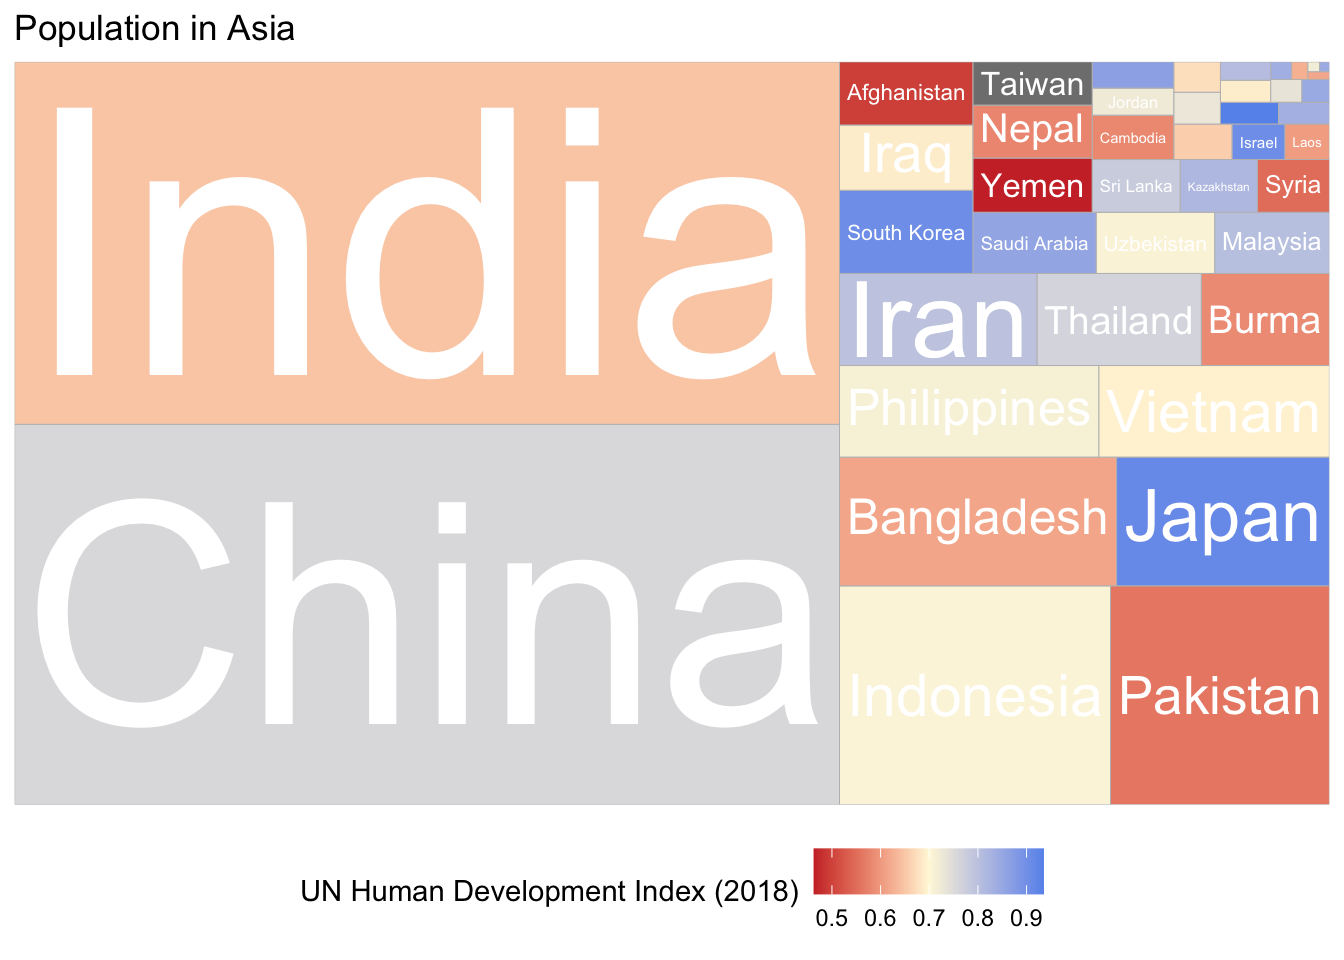 Population in Asia
India
China
Afghanistan
Iraq
South Korea
Taiwan
Nepal
Yemen
Jordan
Cambodia
Israel
Laos
Sri Lanka
Kazakhstan
Syria
Saudi Arabia
Uzbekistan
Malaysia
Iran
Thailand
Burma
Philippines
Vietnam
Bangladesh
Japan
Indonesia
Pakistan
UN Human Development Index (2018)
0.5 0.6 0.7 0.8 0.9